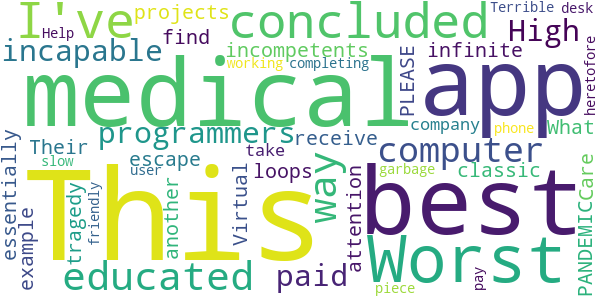 I've concluded projects Terrible desk
Help find High
incapable incompetents infinite
working completing
medical app
PLEASE heretofore
programmers receive company phone What
Their escape way computer
slow take user
This best
essentially friendly another Virtual loops attention garbage classic
example tragedy PANDEMIC Care
educated paid Worst
piece pay